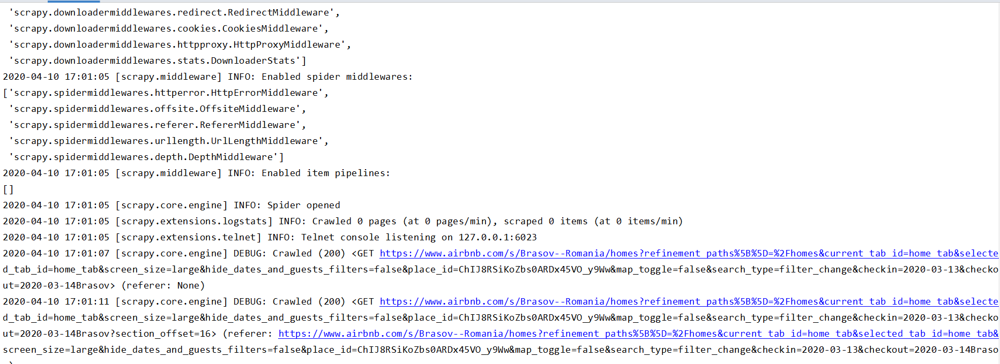 'scrapy.downloadermiddlewares.redirect.RedirectMiddleware',
'scrapy.downloadermiddlewares.cookies.CookiesMiddleware',
'scrapy.downloadermiddlewares.httpproxy.HttpProxyMiddleware',
'scrapy.downloadermiddlewares.stats.DownloaderStats']
2020-04-10 17:01:05 [scrapy.middleware] INFO: Enabled spider middlewares:
['scrapy.spidermiddlewares.httperror.HttpErrorMiddleware',
'scrapy.spidermiddlewares.offsite.OffsiteMiddleware',
'scrapy.spidermiddlewares.referer.RefererMiddleware',
'scrapy.spidermiddlewares.urllength.UrlLengthMiddleware',
'scrapy.spidermiddlewares.depth.DepthMiddleware']
2020-04-10 17:01:05 [scrapy.middleware] INFO: Enabled item pipelines:
[]
2020-04-10 17:01:05 [scrapy.core.engine] INFO: Spider opened
2020-04-10 17:01:05 [scrapy.extensions.logstats] INFO: Crawled 0 pages (at 0 pages/min), scraped 0 items (at 0 items/min)
2020-04-10 17:01:05 [scrapy.extensions.telnet] INFO: Telnet console listening on 127.0.0.1:6023
2020-04-10 17:01:07 [scrapy.core.engine] DEBUG: Crawled (200) <GET https://www.airbnb.com/s/Brasov--Romania/homes?refinement_paths%5B%5D=%2Fhomes&current_tab_id=home_tab&selecte
d_tab_id=home_tab&screen_size=large&hide_dates_and_guests_filters=false&place_id=ChIJ8RSiKoZbs0ARDx45VO_y9Ww&map_toggle=false&search_type=filter_change&checkin=2020-03-13&checko
ut=2020-03-14Brasov> (referer: None)
2020-04-10 17:01:11 [scrapy.core.engine] DEBUG: Crawled (200) <GET https://www.airbnb.com/s/Brasov--Romania/homes?refinement_paths%5B%5D=%2Fhomes&current_tab_id=home_tab&selecte
d_tab_id=home_tab&screen_size=large&hide_dates_and_guests_filters=false&place_id=ChIJ8RSiKoZbs0ARDx45VO_y9Ww&map_toggle=false&search_type=filter_change&checkin=2020-03-13&checko
ut=2020-03-14Brasov?section_offset=16> (referer: https://www.airbnb.com/s/Brasov--Romania/homes?refinement_paths%5B%5D=%2Fhomes&current_tab_id=home_tab&selected_tab_id=home_tab&
screen_size=large&hide_dates_and_guests_filters=false&place_id=ChIJ8RSiKoZbs0ARDx45VO_y9Ww&map_toggle=false&search_type=filter_change&checkin=2020-03-13&checkout=2020-03-14Braso